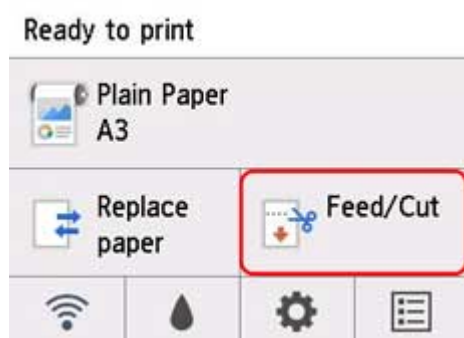 Ready to print
Plain Paper
A3
Replace
paper
Feed/Cut